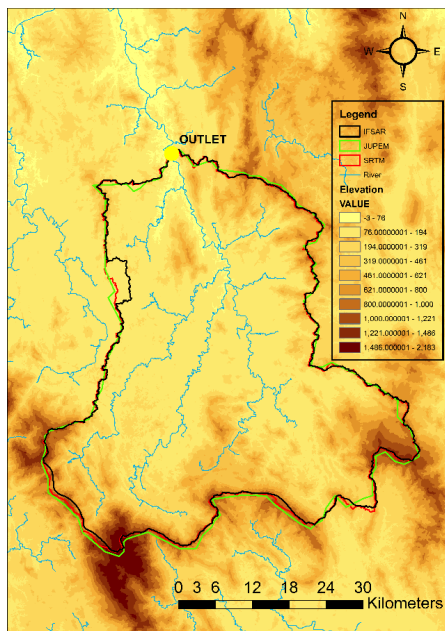 N
W E
S
OUTLET
Legend
IFSAR
JUPEM
SRTM
River
Elevation
VALUE
-3 - 76
76.00000001 - 194
194.0000001 - 319
319.0000001 - 461
461.0000001 - 621
621.0000001 - 800
800.0000001 - 1,000
1,000.000001 - 1,221
1,221.000001 - 1,486
1,486.000001 - 2,183
0 3 6 12 18 24 30
Kilometers